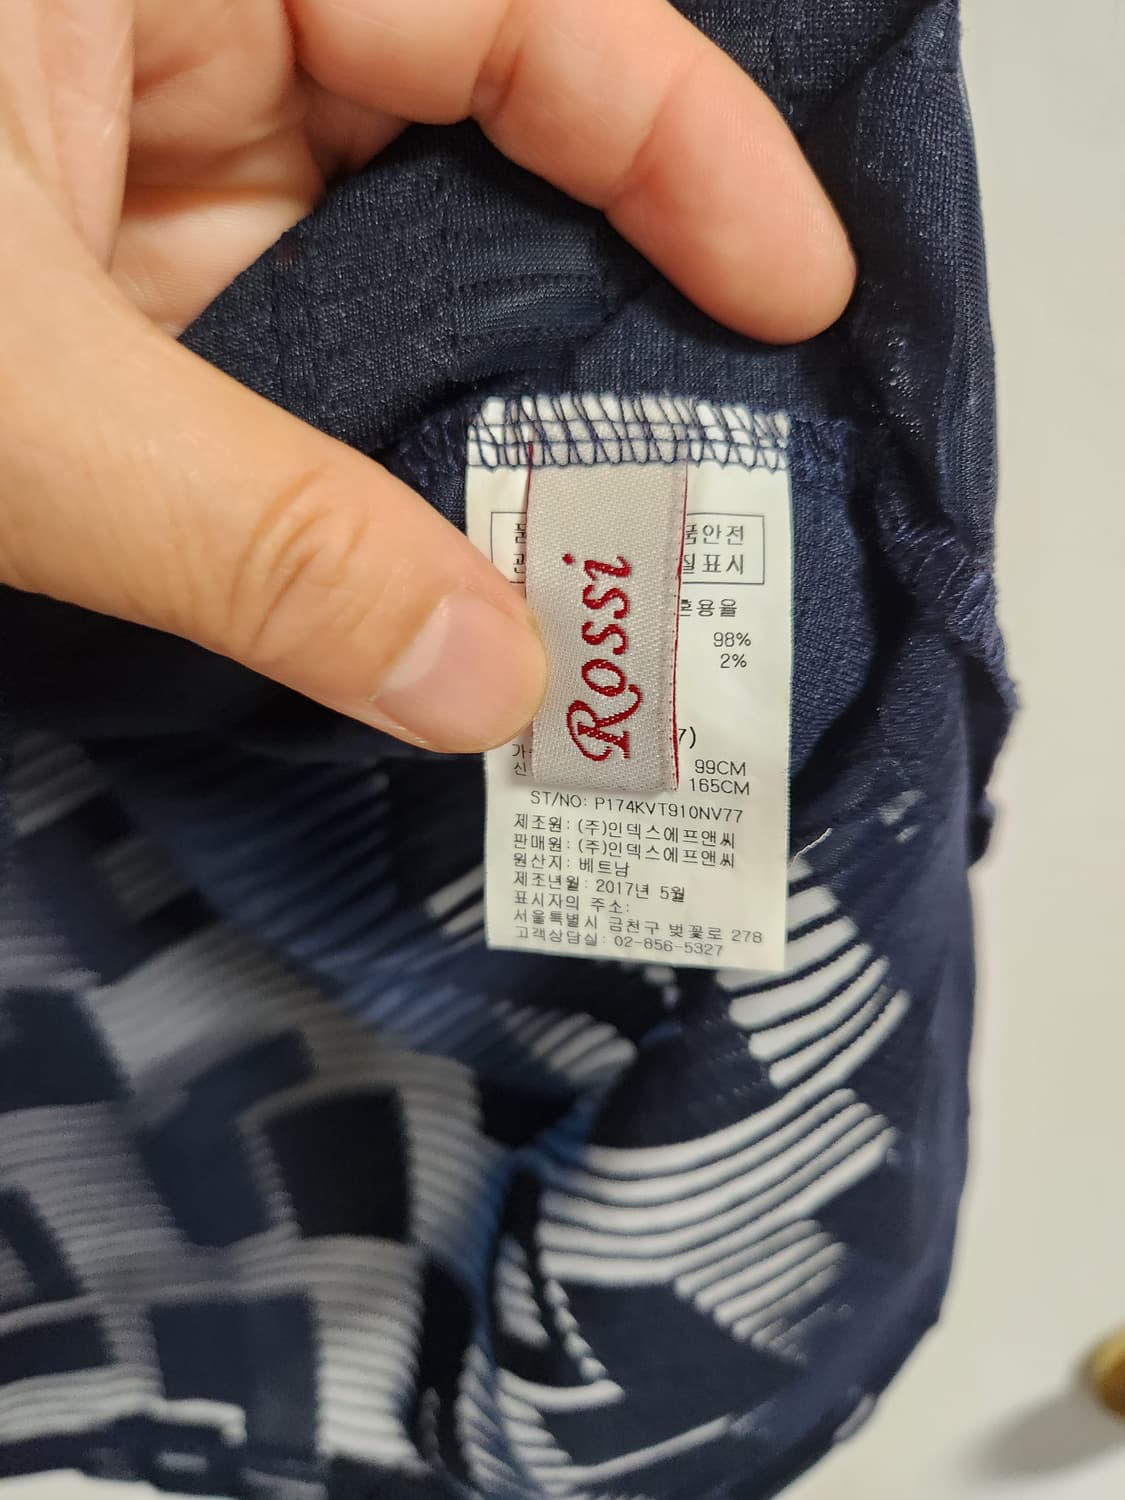 Rossi
품안전
질표시
혼용율
98%
2%
7)
99CM
165CM
ST/NO: P174KVT910NV77
제조원: (주)인덱스에프앤씨
판매원: (주)인덱스에프앤씨
원산지: 베트남
제조년월: 2017년 5월
표시자의 주소:
서울특별시 금천구 벚꽃로 278
고객상담실: 02-856-5327